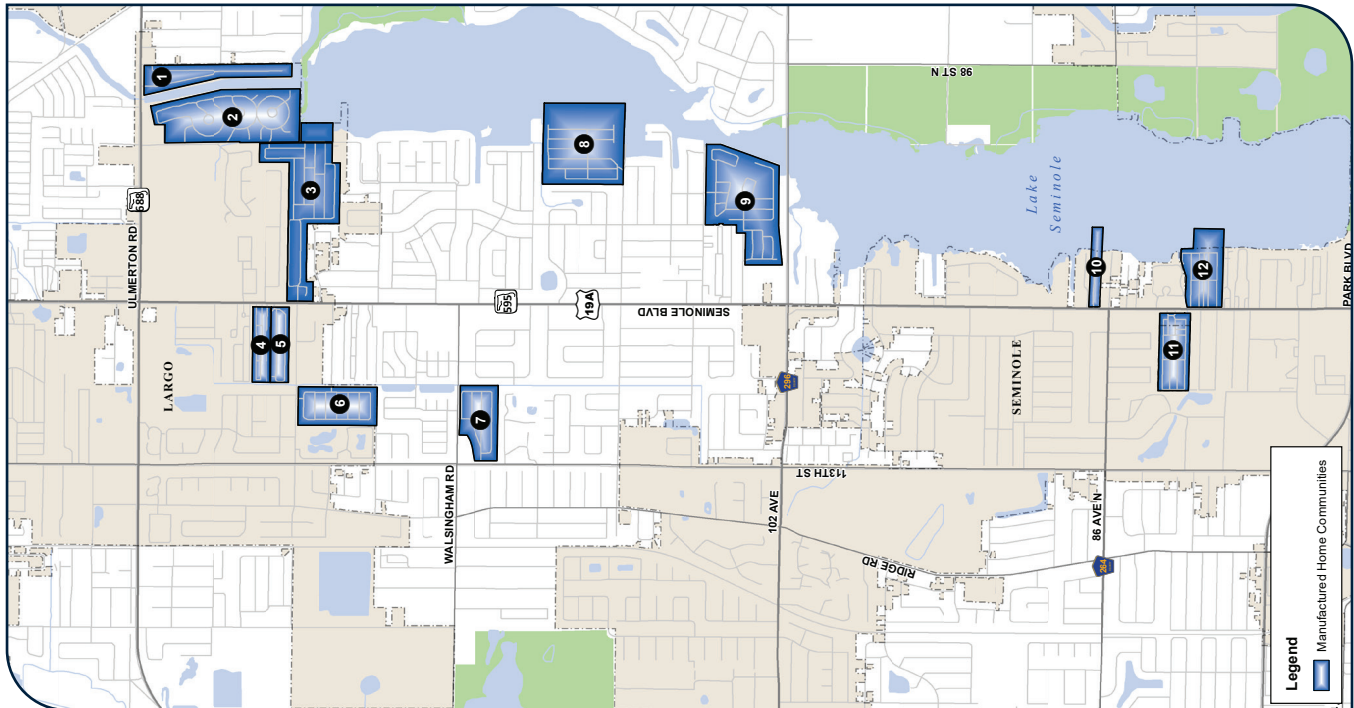 1
2
3
4
5
6
7
8
9
10
11
12
688
ULMERTON RD
LARGO
595
19A
SEMINOLE BLVD
WALSINGHAM RD
113TH ST
102 AVE
296
RIDGE RD
98 ST N
Lake
Seminole
SEMINOLE
86 AVE N
264
PARK BLVD
Legend
Manufactured Home Communities